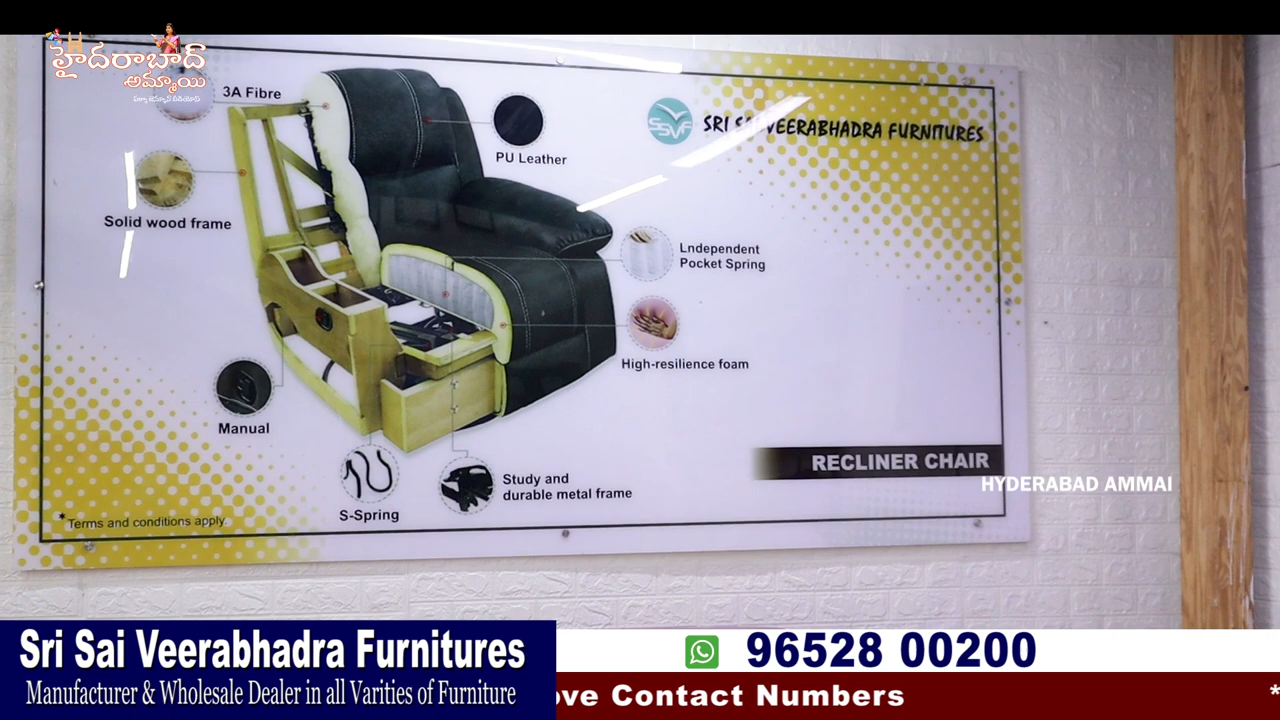 హైదరాబాద్
అమ్మాయి
3A Fibre
PU Leather
SSVF
SRI SAI VEERABHADRA FURNITURES
Solid wood frame
Lndependent
Pocket Spring
High-resilience foam
Manual
S-Spring
Study and
durable metal frame
RECLINER CHAIR
HYDERABAD AMMAI
*Terms and conditions apply.
Sri Sai Veerabhadra Furnitures
Manufacturer & Wholesale Dealer in all Varities of Furniture
96528 00200
ove Contact Numbers
*